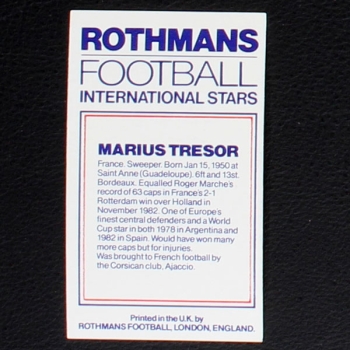 ROTHMANS
FOOTBALL
INTERNATIONAL STARS
MARIUS TRESOR
France. Sweeper. Born Jan 15, 1950 at
Saint Anne (Guadeloupe). 6ft and 13st.
Bordeaux. Equalled Roger Marche's
record of 63 caps in France's 2-1
Rotterdam win over Holland in
November 1982. One of Europe's
finest central defenders and a World
Cup star in both 1978 in Argentina and
1982 in Spain. Would have won many
more caps but for injuries.
Was brought to French football by
the Corsican club, Ajaccio.
Printed in the U.K. by
ROTHMANS FOOTBALL, LONDON, ENGLAND.